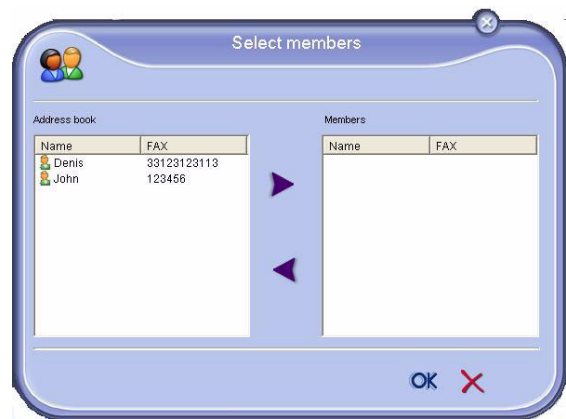 Select members
Address book
Members
Name FAX
Name FAX
Denis 33123123113
John 123456
OK